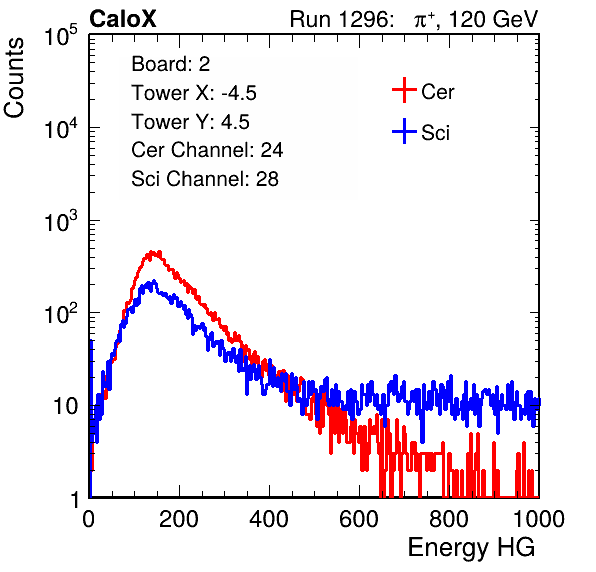 CaloX Run 1296: π⁺, 120 GeV
Counts
Board: 2
Tower X: -4.5
Tower Y: 4.5
Cer Channel: 24
Sci Channel: 28
Cer
Sci
10⁵
10⁴
10³
10²
10
1
0 200 400 600 800 1000
Energy HG